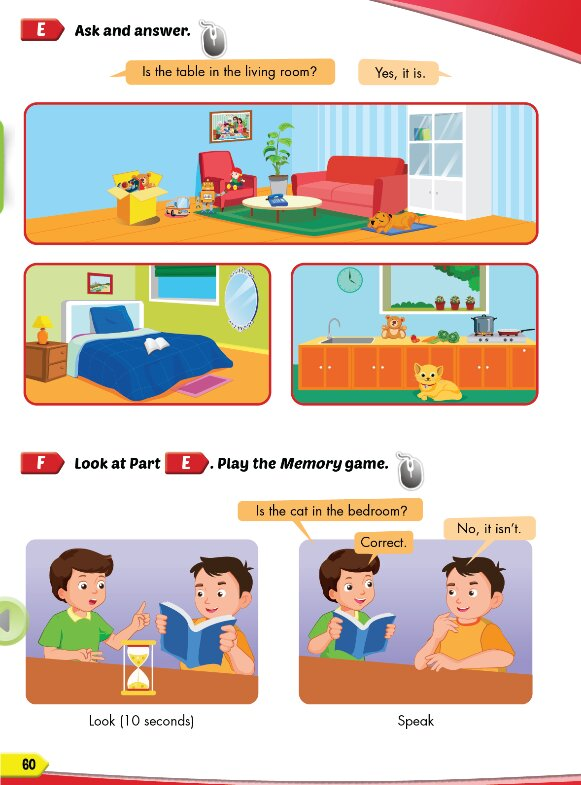 E Ask and answer.
Is the table in the living room?
Yes, it is.
F Look at Part E. Play the Memory game.
Is the cat in the bedroom?
Correct.
No, it isn't.
Look (10 seconds)
Speak
60